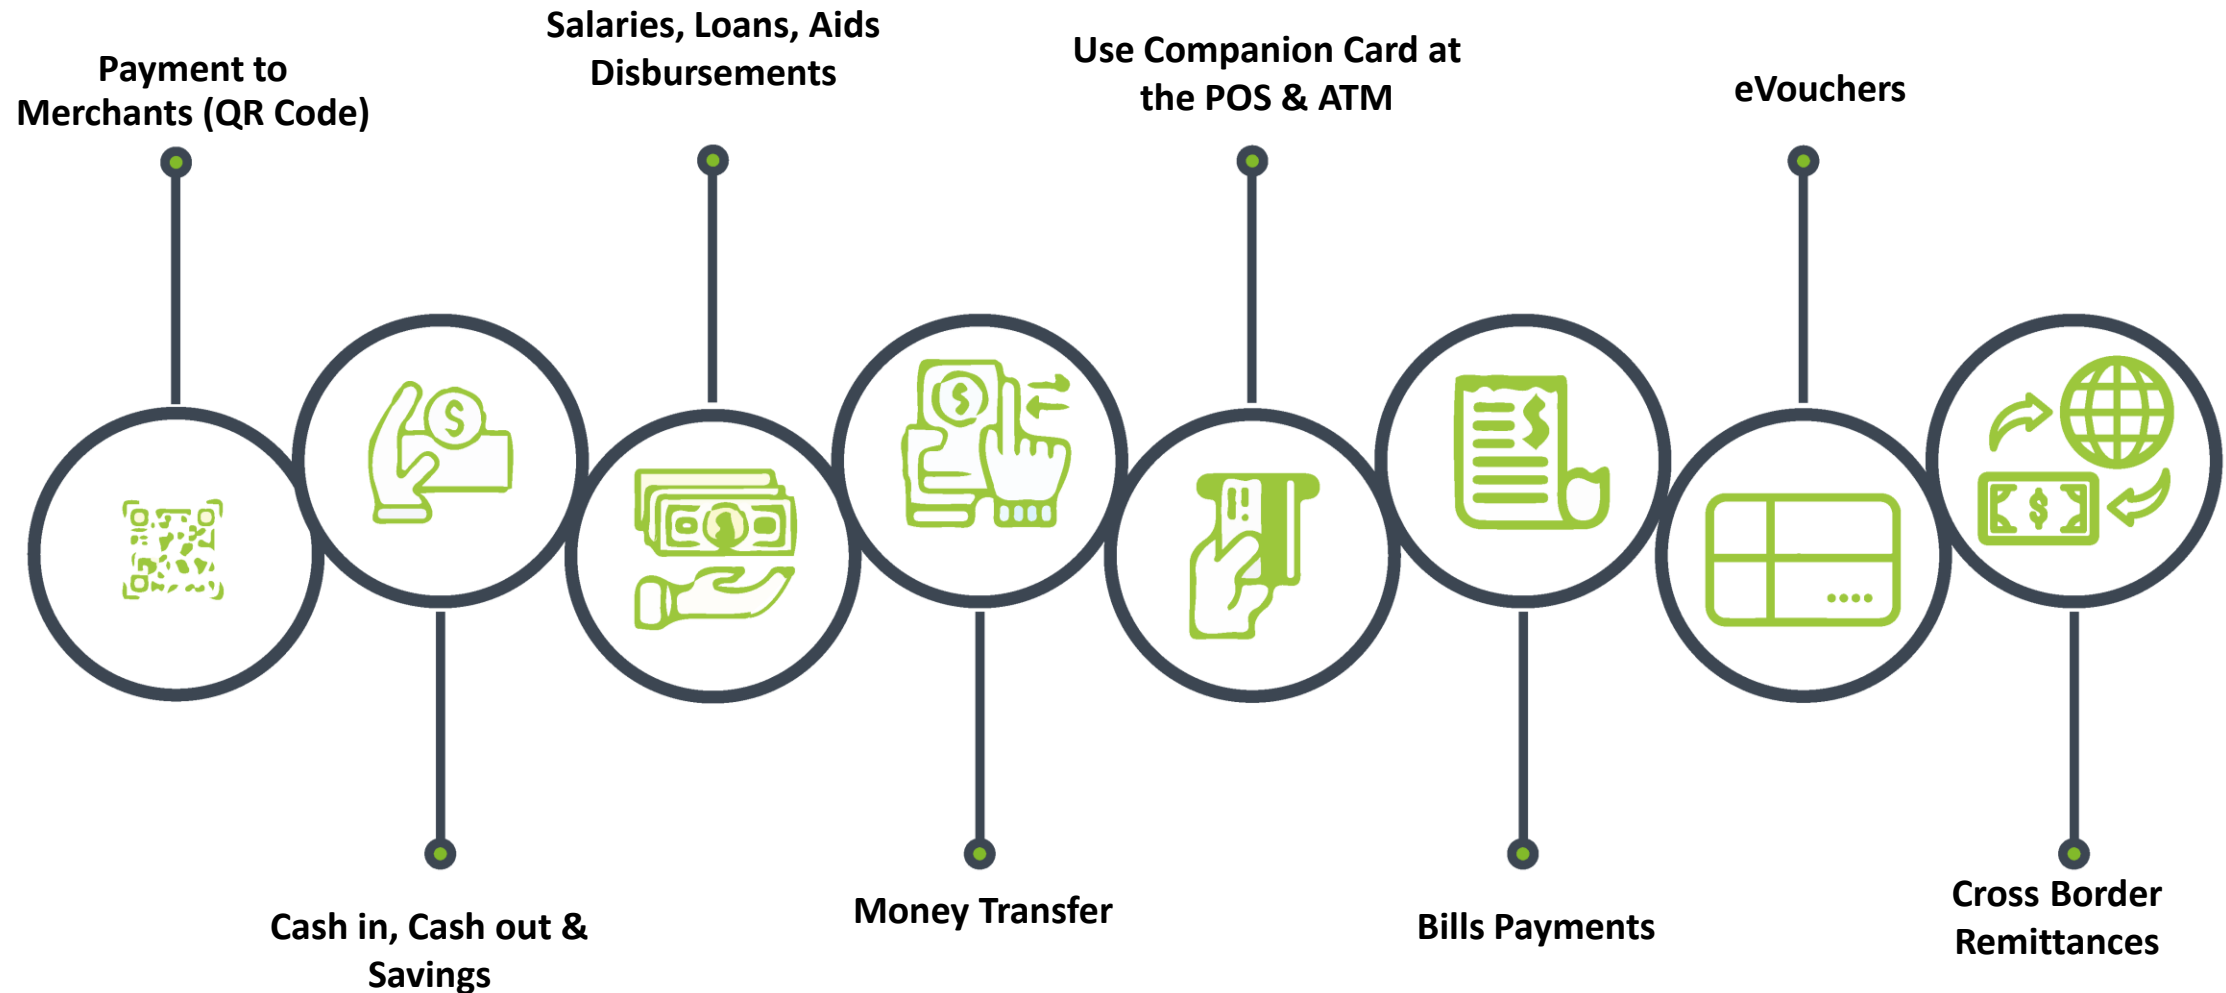 Payment to
Merchants (QR Code)
Salaries, Loans, Aids
Disbursements
Use Companion Card at
the POS & ATM
eVouchers
Cash in, Cash out &
Savings
Money Transfer
Bills Payments
Cross Border
Remittances